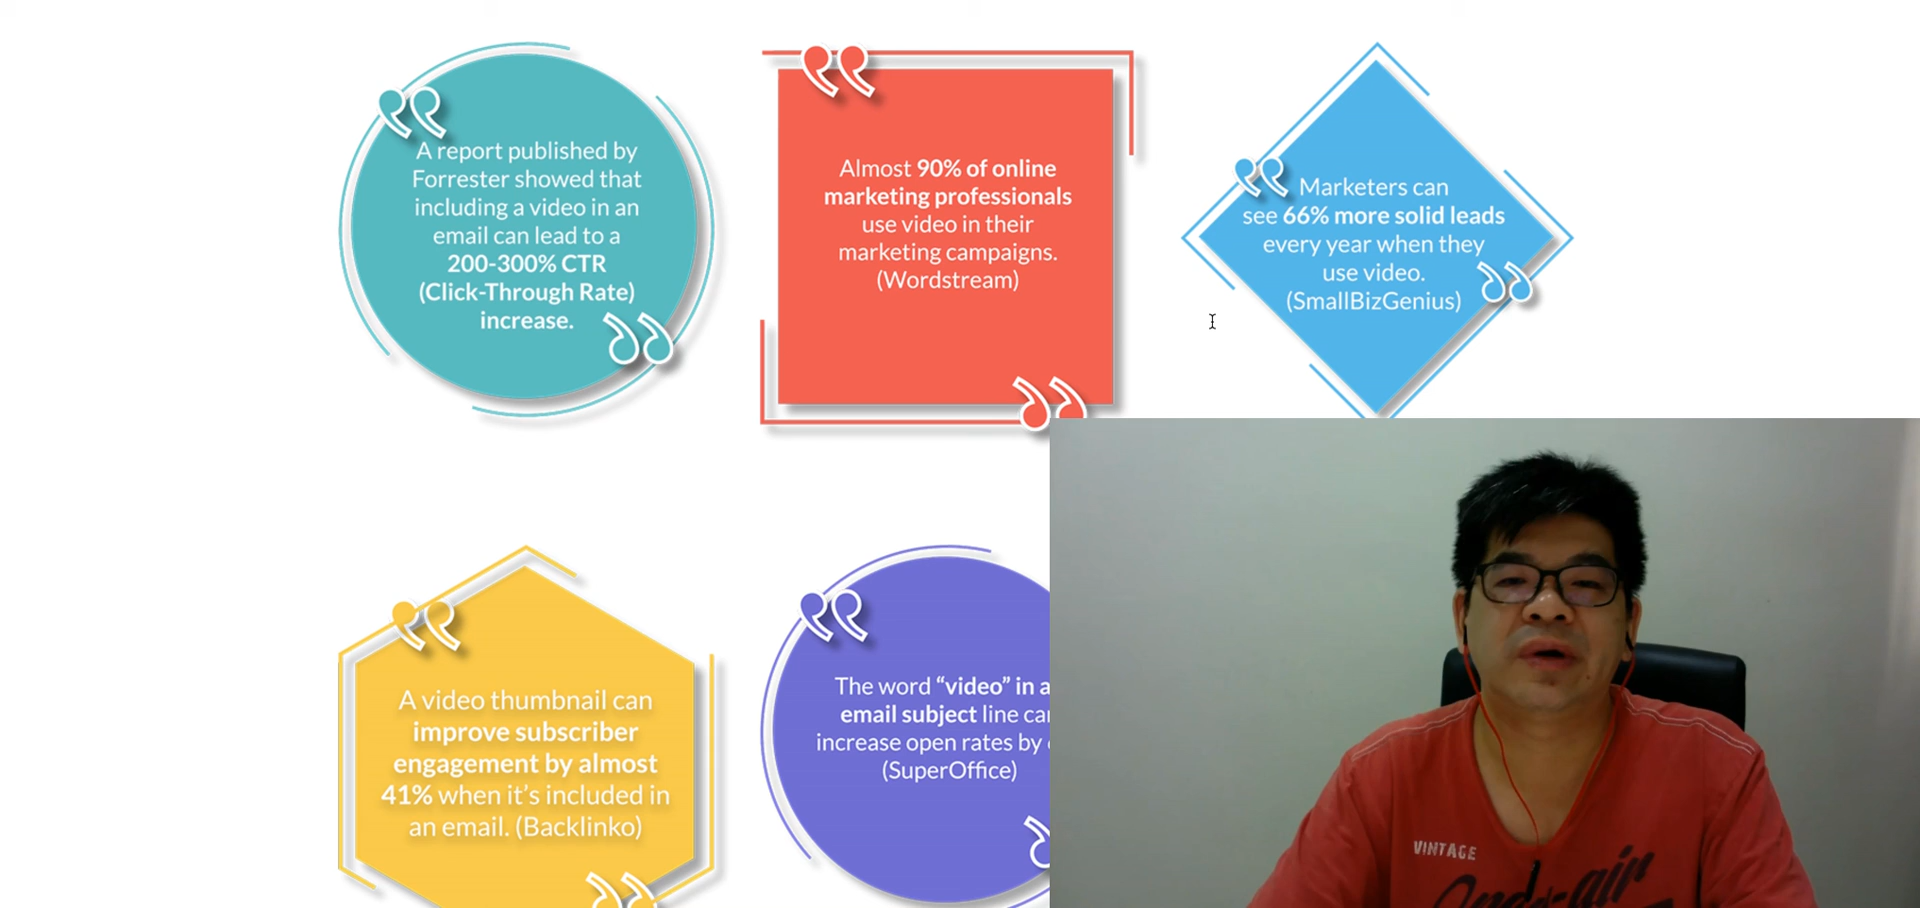 A report published by
Forrester showed that
including a video in an
email can lead to a
200-300% CTR
(Click-Through Rate)
increase.
Almost 90% of online
marketing professionals
use video in their
marketing campaigns.
(Wordstream)
Marketers can
see 66% more solid leads
every year when they
use video.
(SmallBizGenius)
A video thumbnail can
improve subscriber
engagement by almost
41% when it's included in
an email. (Backlinko)
The word “video” in a
email subject line ca
increase open rates by
(SuperOffice)
VINTAGE